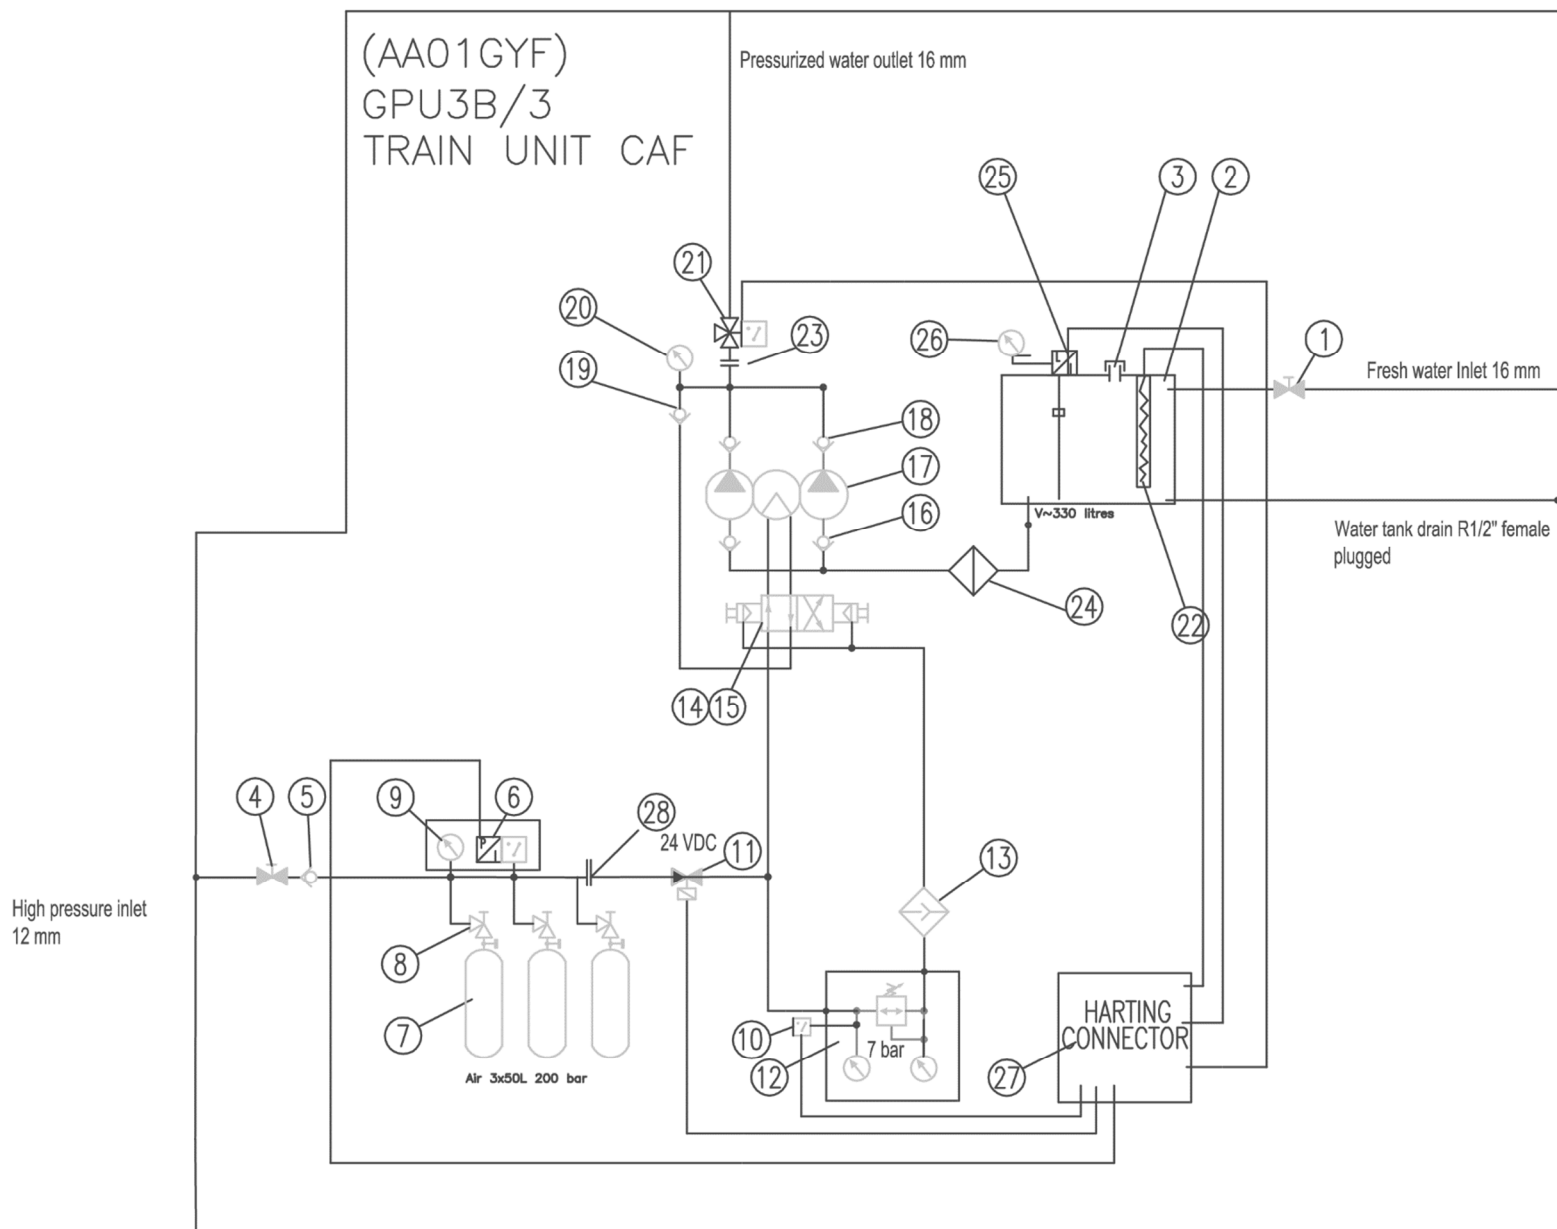 (AA01GYF)
GPU3B/3
TRAIN UNIT CAF
Pressurized water outlet 16 mm
25
3
2
21
20
23
26
1
19
Fresh water Inlet 16 mm
18
17
16
V~330 litres
Water tank drain R1/2" female
plugged
24
22
14
15
4
5
9
6
28
24 VDC
11
13
P
L
High pressure inlet
12 mm
8
7
Air 3x50L 200 bar
10
12
7 bar
HARTING
CONNECTOR
27